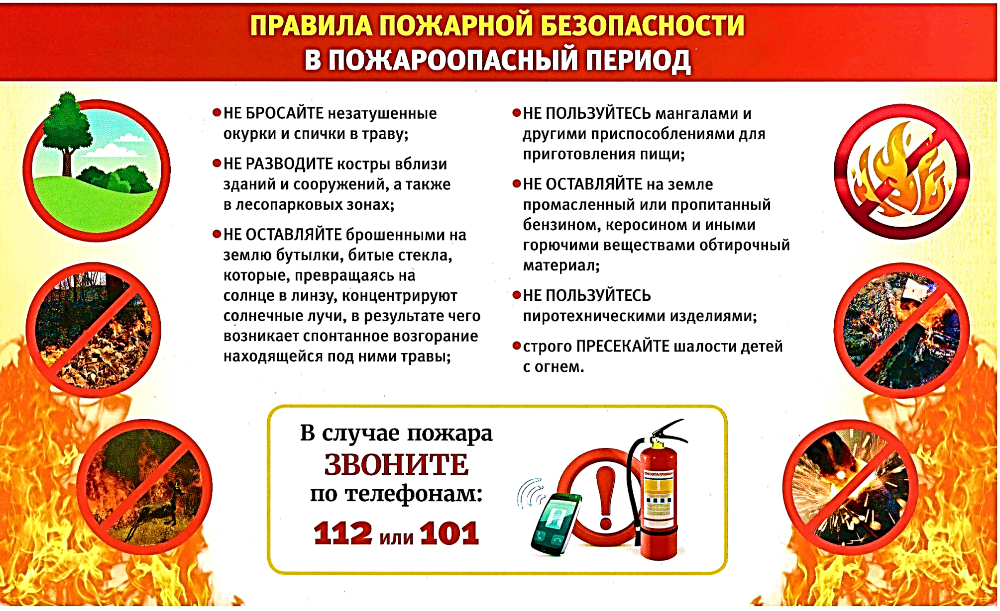 ПРАВИЛА ПОЖАРНОЙ БЕЗОПАСНОСТИ
В ПОЖАРООПАСНЫЙ ПЕРИОД
•НЕ БРОСАЙТЕ незатушенные
окурки и спички в траву;
•НЕ РАЗВОДИТЕ костры вблизи
зданий и сооружений, а также
в лесопарковых зонах;
•НЕ ОСТАВЛЯЙТЕ брошенными на
землю бутылки, битые стекла,
которые, превращаясь на
солнце в линзу, концентрируют
солнечные лучи, в результате чего
возникает спонтанное возгорание
находящейся под ними травы;
•НЕ ПОЛЬЗУЙТЕСЬ мангалами и
другими приспособлениями для
приготовления пищи;
•НЕ ОСТАВЛЯЙТЕ на земле
промасленный или пропитанный
бензином, керосином и иными
горючими веществами обтирочный
материал;
•НЕ ПОЛЬЗУЙТЕСЬ
пиротехническими изделиями;
•строго ПРЕСЕКАЙТЕ шалости детей
с огнем.
В случае пожара
ЗВОНИТЕ
по телефонам:
112 или 101